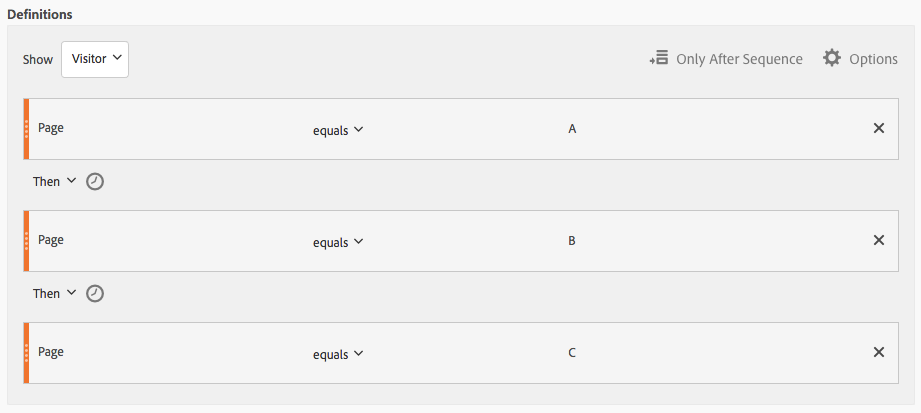 Definitions
Show Visitor Only After Sequence Options
Page equals A
Then
Page equals B
Then
Page equals C